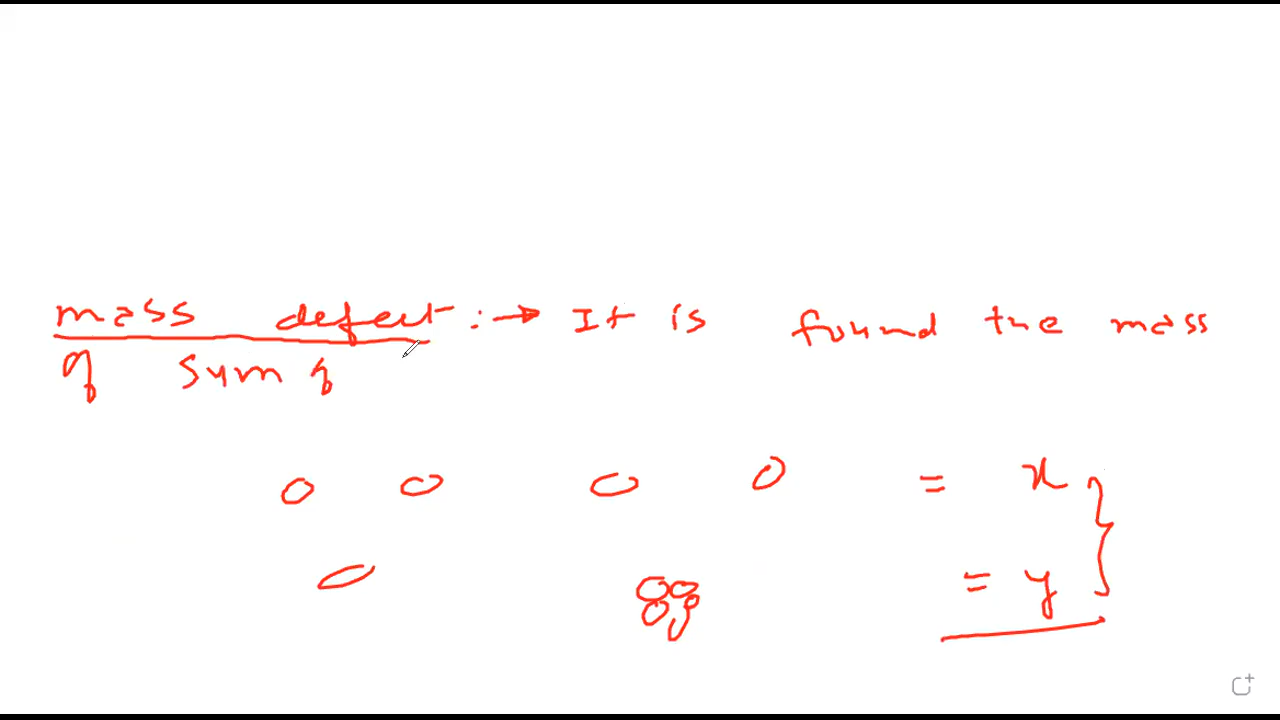 mass defect :→ It is found the mass
of sum of
= x
= y